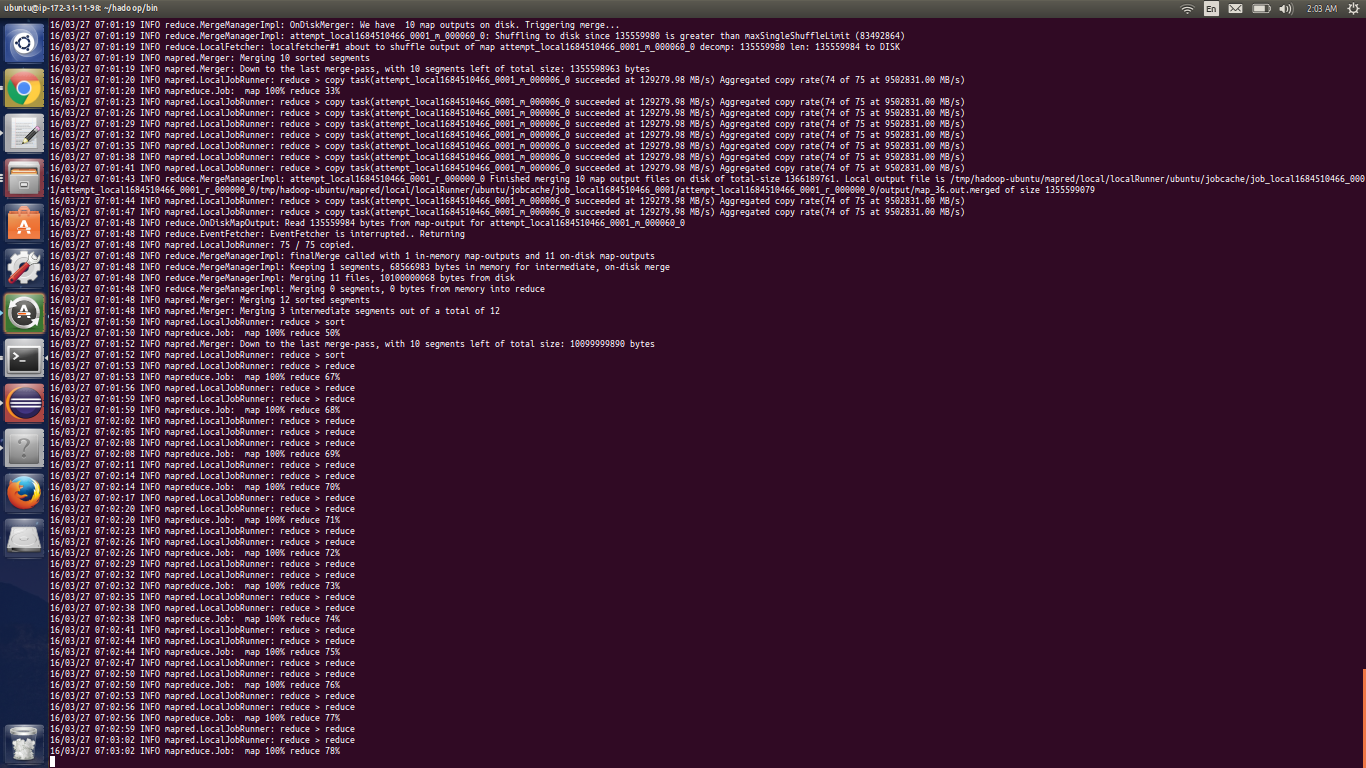 ubuntu@ip-172-31-11-98: ~/hadoop/bin
En
2:03 AM
16/03/27 07:01:19 INFO reduce.MergeManagerImpl: OnDiskMerger: We have  10 map outputs on disk. Triggering merge...
16/03/27 07:01:19 INFO reduce.MergeManagerImpl: attempt_local1684510466_0001_m_000060_0: Shuffling to disk since 135559980 is greater than maxSingleShuffleLimit (83492864)
16/03/27 07:01:19 INFO reduce.LocalFetcher: localfetcher#1 about to shuffle output of map attempt_local1684510466_0001_m_000060_0 decomp: 135559980 len: 135559984 to DISK
16/03/27 07:01:19 INFO mapred.Merger: Merging 10 sorted segments
16/03/27 07:01:19 INFO mapred.Merger: Down to the last merge-pass, with 10 segments left of total size: 1355598963 bytes
16/03/27 07:01:20 INFO mapred.LocalJobRunner: reduce > copy task(attempt_local1684510466_0001_m_000006_0 succeeded at 129279.98 MB/s) Aggregated copy rate(74 of 75 at 9502831.00 MB/s)
16/03/27 07:01:20 INFO mapreduce.Job:  map 100% reduce 33%
16/03/27 07:01:23 INFO mapred.LocalJobRunner: reduce > copy task(attempt_local1684510466_0001_m_000006_0 succeeded at 129279.98 MB/s) Aggregated copy rate(74 of 75 at 9502831.00 MB/s)
16/03/27 07:01:26 INFO mapred.LocalJobRunner: reduce > copy task(attempt_local1684510466_0001_m_000006_0 succeeded at 129279.98 MB/s) Aggregated copy rate(74 of 75 at 9502831.00 MB/s)
16/03/27 07:01:29 INFO mapred.LocalJobRunner: reduce > copy task(attempt_local1684510466_0001_m_000006_0 succeeded at 129279.98 MB/s) Aggregated copy rate(74 of 75 at 9502831.00 MB/s)
16/03/27 07:01:32 INFO mapred.LocalJobRunner: reduce > copy task(attempt_local1684510466_0001_m_000006_0 succeeded at 129279.98 MB/s) Aggregated copy rate(74 of 75 at 9502831.00 MB/s)
16/03/27 07:01:35 INFO mapred.LocalJobRunner: reduce > copy task(attempt_local1684510466_0001_m_000006_0 succeeded at 129279.98 MB/s) Aggregated copy rate(74 of 75 at 9502831.00 MB/s)
16/03/27 07:01:38 INFO mapred.LocalJobRunner: reduce > copy task(attempt_local1684510466_0001_m_000006_0 succeeded at 129279.98 MB/s) Aggregated copy rate(74 of 75 at 9502831.00 MB/s)
16/03/27 07:01:41 INFO mapred.LocalJobRunner: reduce > copy task(attempt_local1684510466_0001_m_000006_0 succeeded at 129279.98 MB/s) Aggregated copy rate(74 of 75 at 9502831.00 MB/s)
16/03/27 07:01:43 INFO reduce.MergeManagerImpl: attempt_local1684510466_0001_r_000000_0 Finished merging 10 map output files on disk of total-size 1366189761. Local output file is /tmp/hadoop-ubuntu/mapred/local/localRunner/ubuntu/jobcache/job_local1684510466_000
1/attempt_local1684510466_0001_r_000000_0/tmp/hadoop-ubuntu/mapred/local/localRunner/ubuntu/jobcache/job_local1684510466_0001/attempt_local1684510466_0001_r_000000_0/output/map_36.out.merged of size 1355599079
16/03/27 07:01:44 INFO mapred.LocalJobRunner: reduce > copy task(attempt_local1684510466_0001_m_000006_0 succeeded at 129279.98 MB/s) Aggregated copy rate(74 of 75 at 9502831.00 MB/s)
16/03/27 07:01:47 INFO mapred.LocalJobRunner: reduce > copy task(attempt_local1684510466_0001_m_000006_0 succeeded at 129279.98 MB/s) Aggregated copy rate(74 of 75 at 9502831.00 MB/s)
16/03/27 07:01:48 INFO reduce.OnDiskMapOutput: Read 135559984 bytes from map-output for attempt_local1684510466_0001_m_000060_0
16/03/27 07:01:48 INFO reduce.EventFetcher: EventFetcher is interrupted.. Returning
16/03/27 07:01:48 INFO mapred.LocalJobRunner: 75 / 75 copied.
16/03/27 07:01:48 INFO reduce.MergeManagerImpl: finalMerge called with 1 in-memory map-outputs and 11 on-disk map-outputs
16/03/27 07:01:48 INFO reduce.MergeManagerImpl: Keeping 1 segments, 68566983 bytes in memory for intermediate, on-disk merge
16/03/27 07:01:48 INFO reduce.MergeManagerImpl: Merging 11 files, 10100000068 bytes from disk
16/03/27 07:01:48 INFO reduce.MergeManagerImpl: Merging 0 segments, 0 bytes from memory into reduce
16/03/27 07:01:48 INFO mapred.Merger: Merging 12 sorted segments
16/03/27 07:01:48 INFO mapred.Merger: Merging 3 intermediate segments out of a total of 12
16/03/27 07:01:50 INFO mapred.LocalJobRunner: reduce > sort
16/03/27 07:01:50 INFO mapreduce.Job:  map 100% reduce 50%
16/03/27 07:01:52 INFO mapred.Merger: Down to the last merge-pass, with 10 segments left of total size: 10099999890 bytes
16/03/27 07:01:52 INFO mapred.LocalJobRunner: reduce > sort
16/03/27 07:01:53 INFO mapred.LocalJobRunner: reduce > reduce
16/03/27 07:01:53 INFO mapreduce.Job:  map 100% reduce 67%
16/03/27 07:01:56 INFO mapred.LocalJobRunner: reduce > reduce
16/03/27 07:01:59 INFO mapred.LocalJobRunner: reduce > reduce
16/03/27 07:01:59 INFO mapreduce.Job:  map 100% reduce 68%
16/03/27 07:02:02 INFO mapred.LocalJobRunner: reduce > reduce
16/03/27 07:02:05 INFO mapred.LocalJobRunner: reduce > reduce
16/03/27 07:02:08 INFO mapred.LocalJobRunner: reduce > reduce
16/03/27 07:02:08 INFO mapreduce.Job:  map 100% reduce 69%
16/03/27 07:02:11 INFO mapred.LocalJobRunner: reduce > reduce
16/03/27 07:02:14 INFO mapred.LocalJobRunner: reduce > reduce
16/03/27 07:02:14 INFO mapreduce.Job:  map 100% reduce 70%
16/03/27 07:02:17 INFO mapred.LocalJobRunner: reduce > reduce
16/03/27 07:02:20 INFO mapred.LocalJobRunner: reduce > reduce
16/03/27 07:02:20 INFO mapreduce.Job:  map 100% reduce 71%
16/03/27 07:02:23 INFO mapred.LocalJobRunner: reduce > reduce
16/03/27 07:02:26 INFO mapred.LocalJobRunner: reduce > reduce
16/03/27 07:02:26 INFO mapreduce.Job:  map 100% reduce 72%
16/03/27 07:02:29 INFO mapred.LocalJobRunner: reduce > reduce
16/03/27 07:02:32 INFO mapred.LocalJobRunner: reduce > reduce
16/03/27 07:02:32 INFO mapreduce.Job:  map 100% reduce 73%
16/03/27 07:02:35 INFO mapred.LocalJobRunner: reduce > reduce
16/03/27 07:02:38 INFO mapred.LocalJobRunner: reduce > reduce
16/03/27 07:02:38 INFO mapreduce.Job:  map 100% reduce 74%
16/03/27 07:02:41 INFO mapred.LocalJobRunner: reduce > reduce
16/03/27 07:02:44 INFO mapred.LocalJobRunner: reduce > reduce
16/03/27 07:02:44 INFO mapreduce.Job:  map 100% reduce 75%
16/03/27 07:02:47 INFO mapred.LocalJobRunner: reduce > reduce
16/03/27 07:02:50 INFO mapred.LocalJobRunner: reduce > reduce
16/03/27 07:02:50 INFO mapreduce.Job:  map 100% reduce 76%
16/03/27 07:02:53 INFO mapred.LocalJobRunner: reduce > reduce
16/03/27 07:02:56 INFO mapred.LocalJobRunner: reduce > reduce
16/03/27 07:02:56 INFO mapreduce.Job:  map 100% reduce 77%
16/03/27 07:02:59 INFO mapred.LocalJobRunner: reduce > reduce
16/03/27 07:03:02 INFO mapred.LocalJobRunner: reduce > reduce
16/03/27 07:03:02 INFO mapreduce.Job:  map 100% reduce 78%